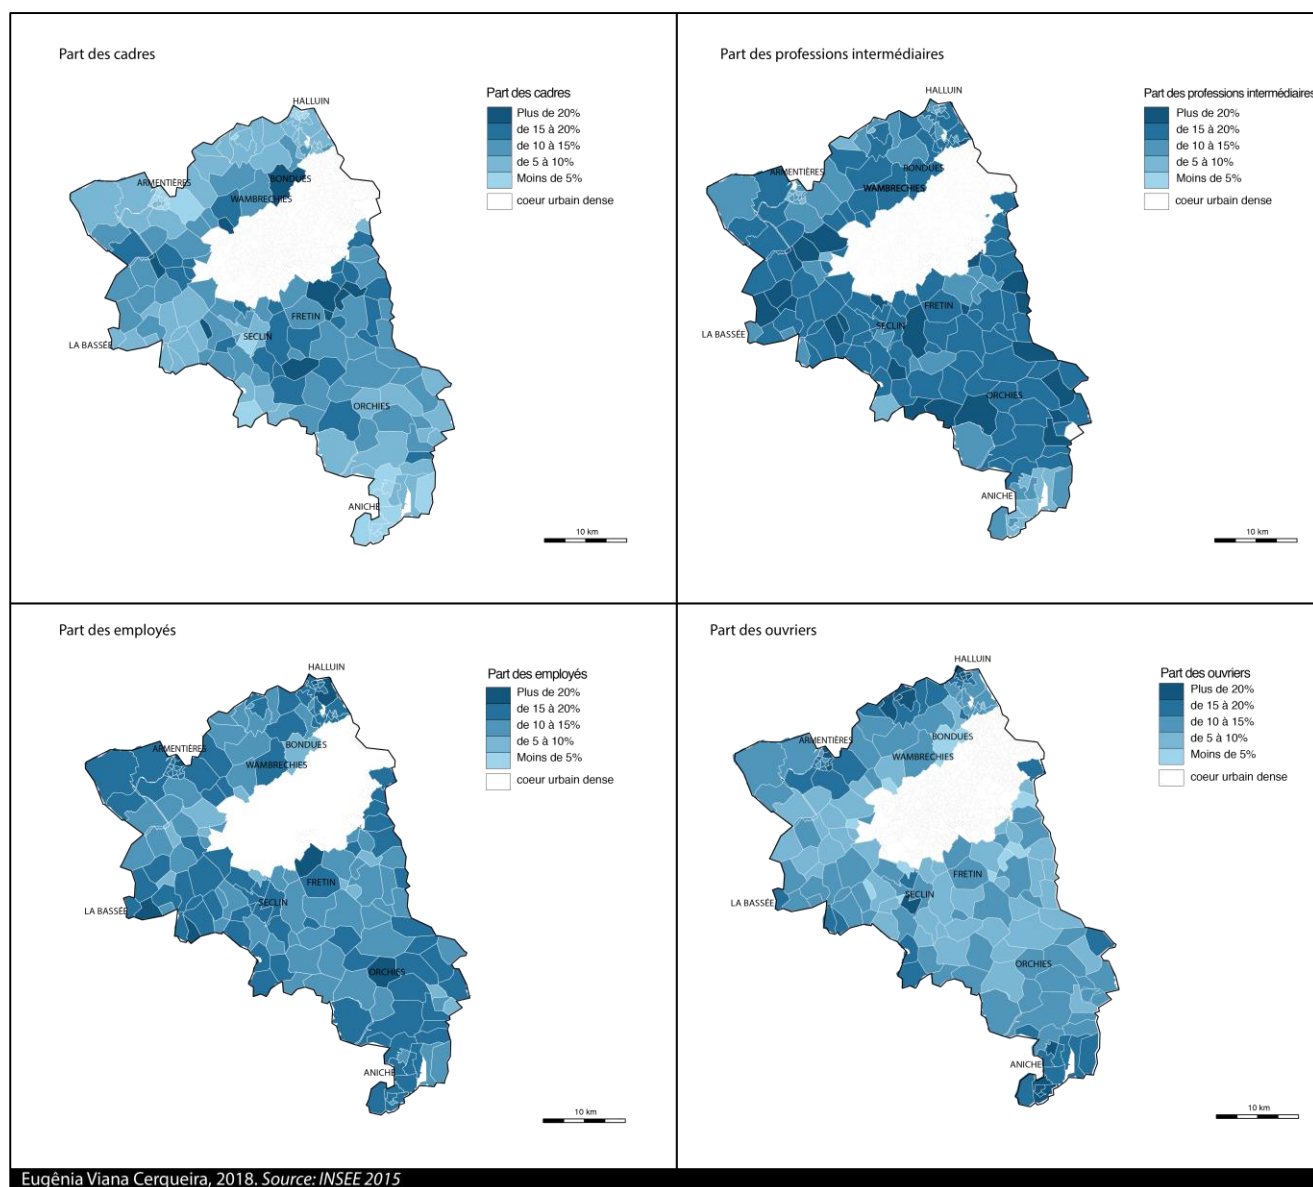 Part des cadres
HALLUIN
ARMENTIÈRES
BONDUES
WAMBRECHIES
FRETIN
SECLIN
LA BASSÉE
ORCHIES
ANICHE
Part des cadres
Plus de 20%
de 15 à 20%
de 10 à 15%
de 5 à 10%
Moins de 5%
coeur urbain dense
10 km
Part des professions intermédiaires
HALLUIN
ARMENTIÈRES
BONDUES
WAMBRECHIES
FRETIN
SECLIN
LA BASSÉE
ORCHIES
ANICHE
Part des professions intermédiaires
Plus de 20%
de 15 à 20%
de 10 à 15%
de 5 à 10%
Moins de 5%
coeur urbain dense
10 km
Part des employés
HALLUIN
ARMENTIÈRES
BONDUES
WAMBRECHIES
FRETIN
SECLIN
LA BASSÉE
ORCHIES
ANICHE
Part des employés
Plus de 20%
de 15 à 20%
de 10 à 15%
de 5 à 10%
Moins de 5%
coeur urbain dense
10 km
Part des ouvriers
HALLUIN
ARMENTIÈRES
BONDUES
WAMBRECHIES
FRETIN
SECLIN
LA BASSÉE
ORCHIES
ANICHE
Part des ouvriers
Plus de 20%
de 15 à 20%
de 10 à 15%
de 5 à 10%
Moins de 5%
coeur urbain dense
10 km
Eugênia Viana Cerqueira, 2018. Source: INSEE 2015